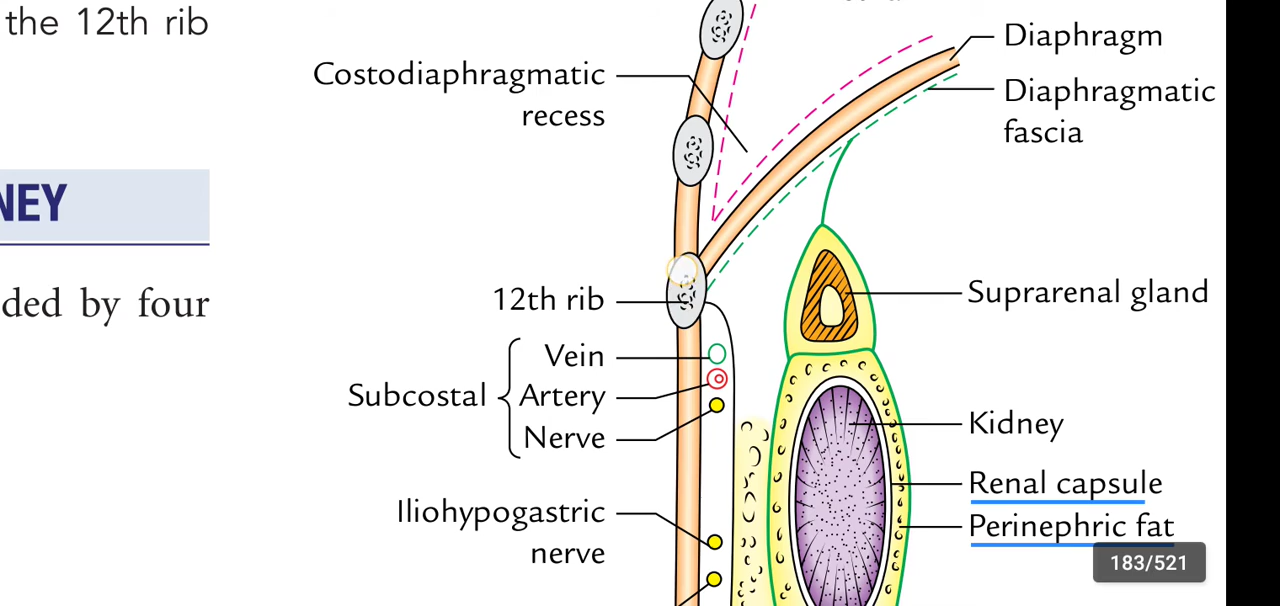 the 12th rib
NEY
ded by four
Costodiaphragmatic
recess
Diaphragm
Diaphragmatic
fascia
12th rib
Suprarenal gland
Subcostal
Vein
Artery
Nerve
Kidney
Renal capsule
Perinephric fat
Iliohypogastric
nerve
183/521